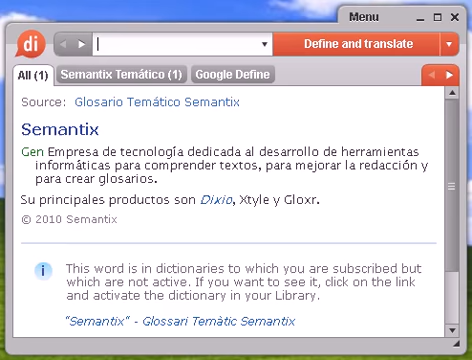 Menu
di
Define and translate
All (1)
Semantix Temático (1)
Google Define
Source: Glosario Temático Semantix
Semantix
Gen Empresa de tecnología dedicada al desarrollo de herramientas
informáticas para comprender textos, para mejorar la redacción y
para crear glosarios.
Su principales productos son Dixio, Xtyle y Gloxr.
© 2010 Semantix
i
This word is in dictionaries to which you are subscribed but
which are not active. If you want to see it, click on the link
and activate the dictionary in your Library.
"Semantix" - Glossari Temàtic Semantix